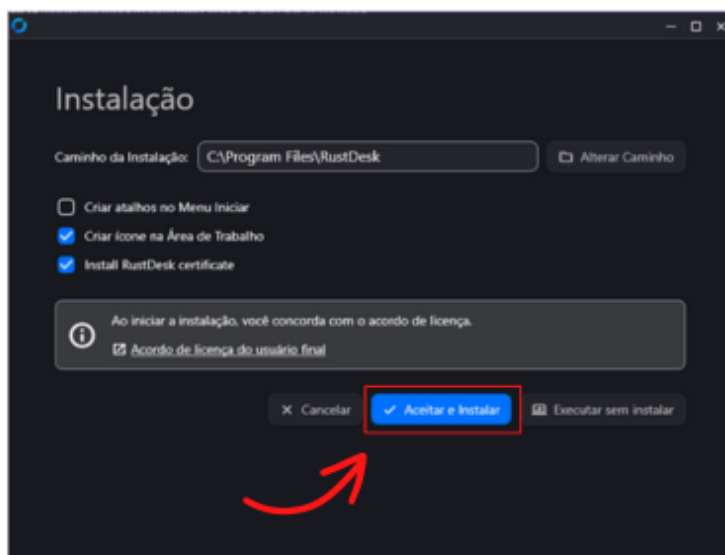 Instalação
Caminho da Instalação: C:\Program Files\RustDesk Alterar Caminho
Criar atalhos no Menu Iniciar
Criar ícone na Área de Trabalho
Install RustDesk certificate
Ao iniciar a instalação, você concorda com o acordo de licença.
Acordo de licença do usuário final
Cancelar Aceitar e Instalar Executar sem instalar